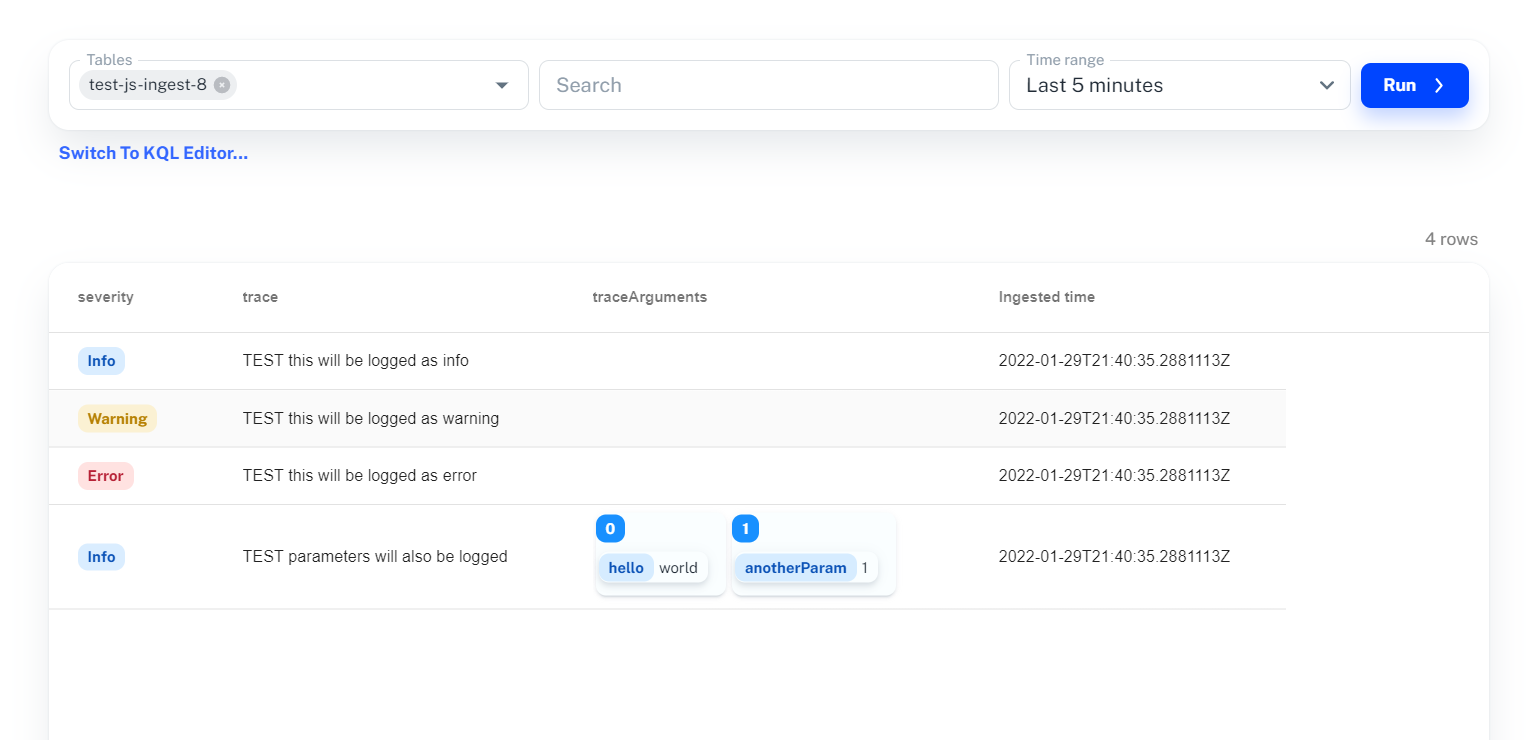 Tables
test-js-ingest-8
Search
Time range
Last 5 minutes
Run
Switch To KQL Editor...
4 rows
severity trace traceArguments Ingested time
Info TEST this will be logged as info 2022-01-29T21:40:35.2881113Z
Warning TEST this will be logged as warning 2022-01-29T21:40:35.2881113Z
Error TEST this will be logged as error 2022-01-29T21:40:35.2881113Z
0 1
Info TEST parameters will also be logged hello world anotherParam 1 2022-01-29T21:40:35.2881113Z